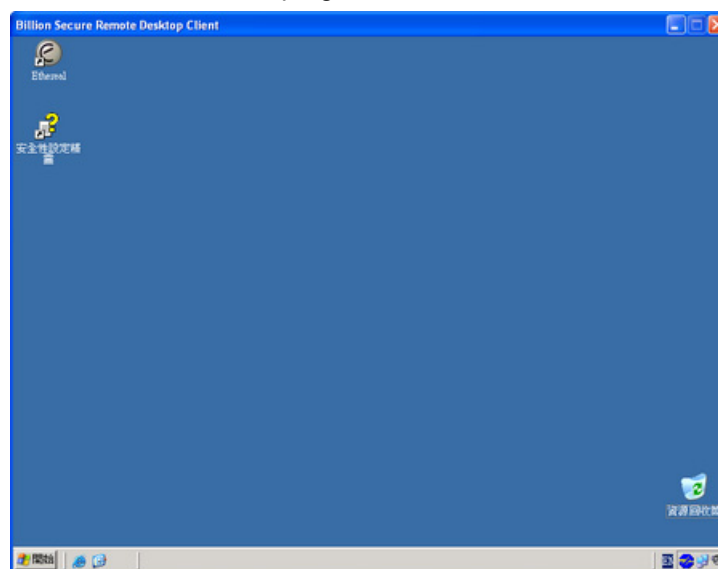 Billion Secure Remote Desktop Client
Ethereal
安全性設定精
靈
資源回收筒
開始